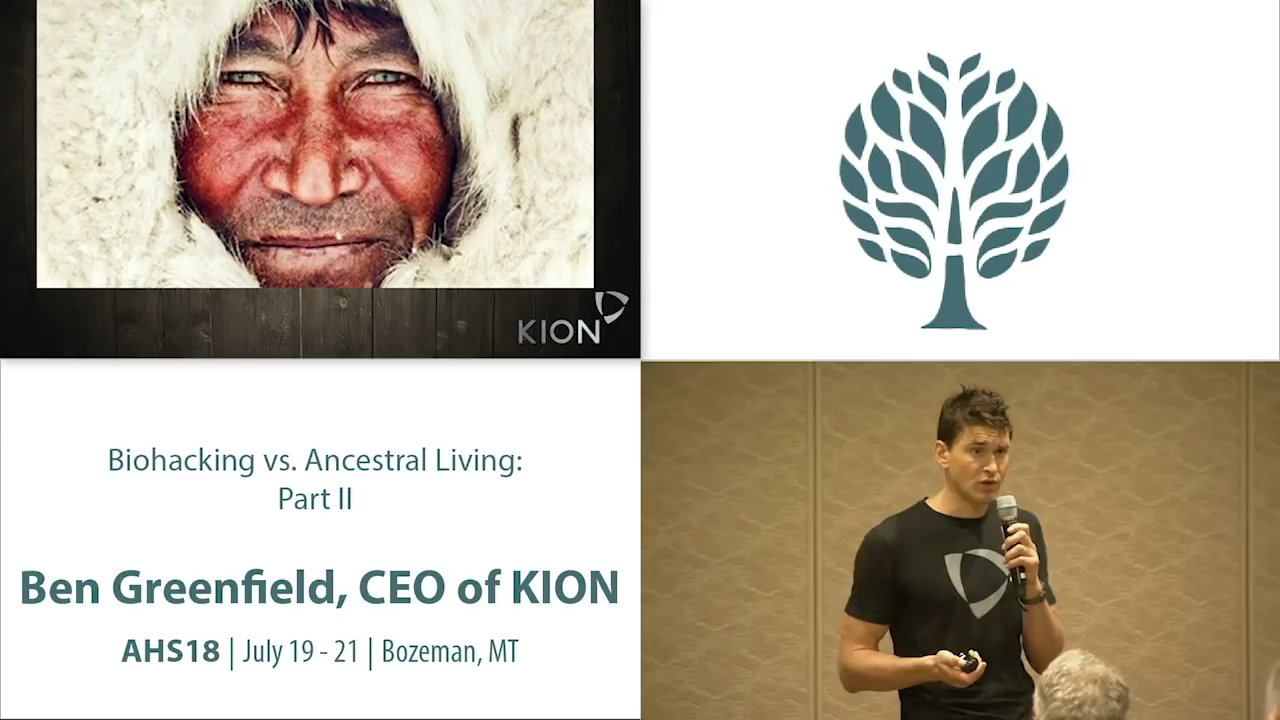 KION
Biohacking vs. Ancestral Living:
Part II
Ben Greenfield, CEO of KION
AHS18 | July 19 - 21 | Bozeman, MT